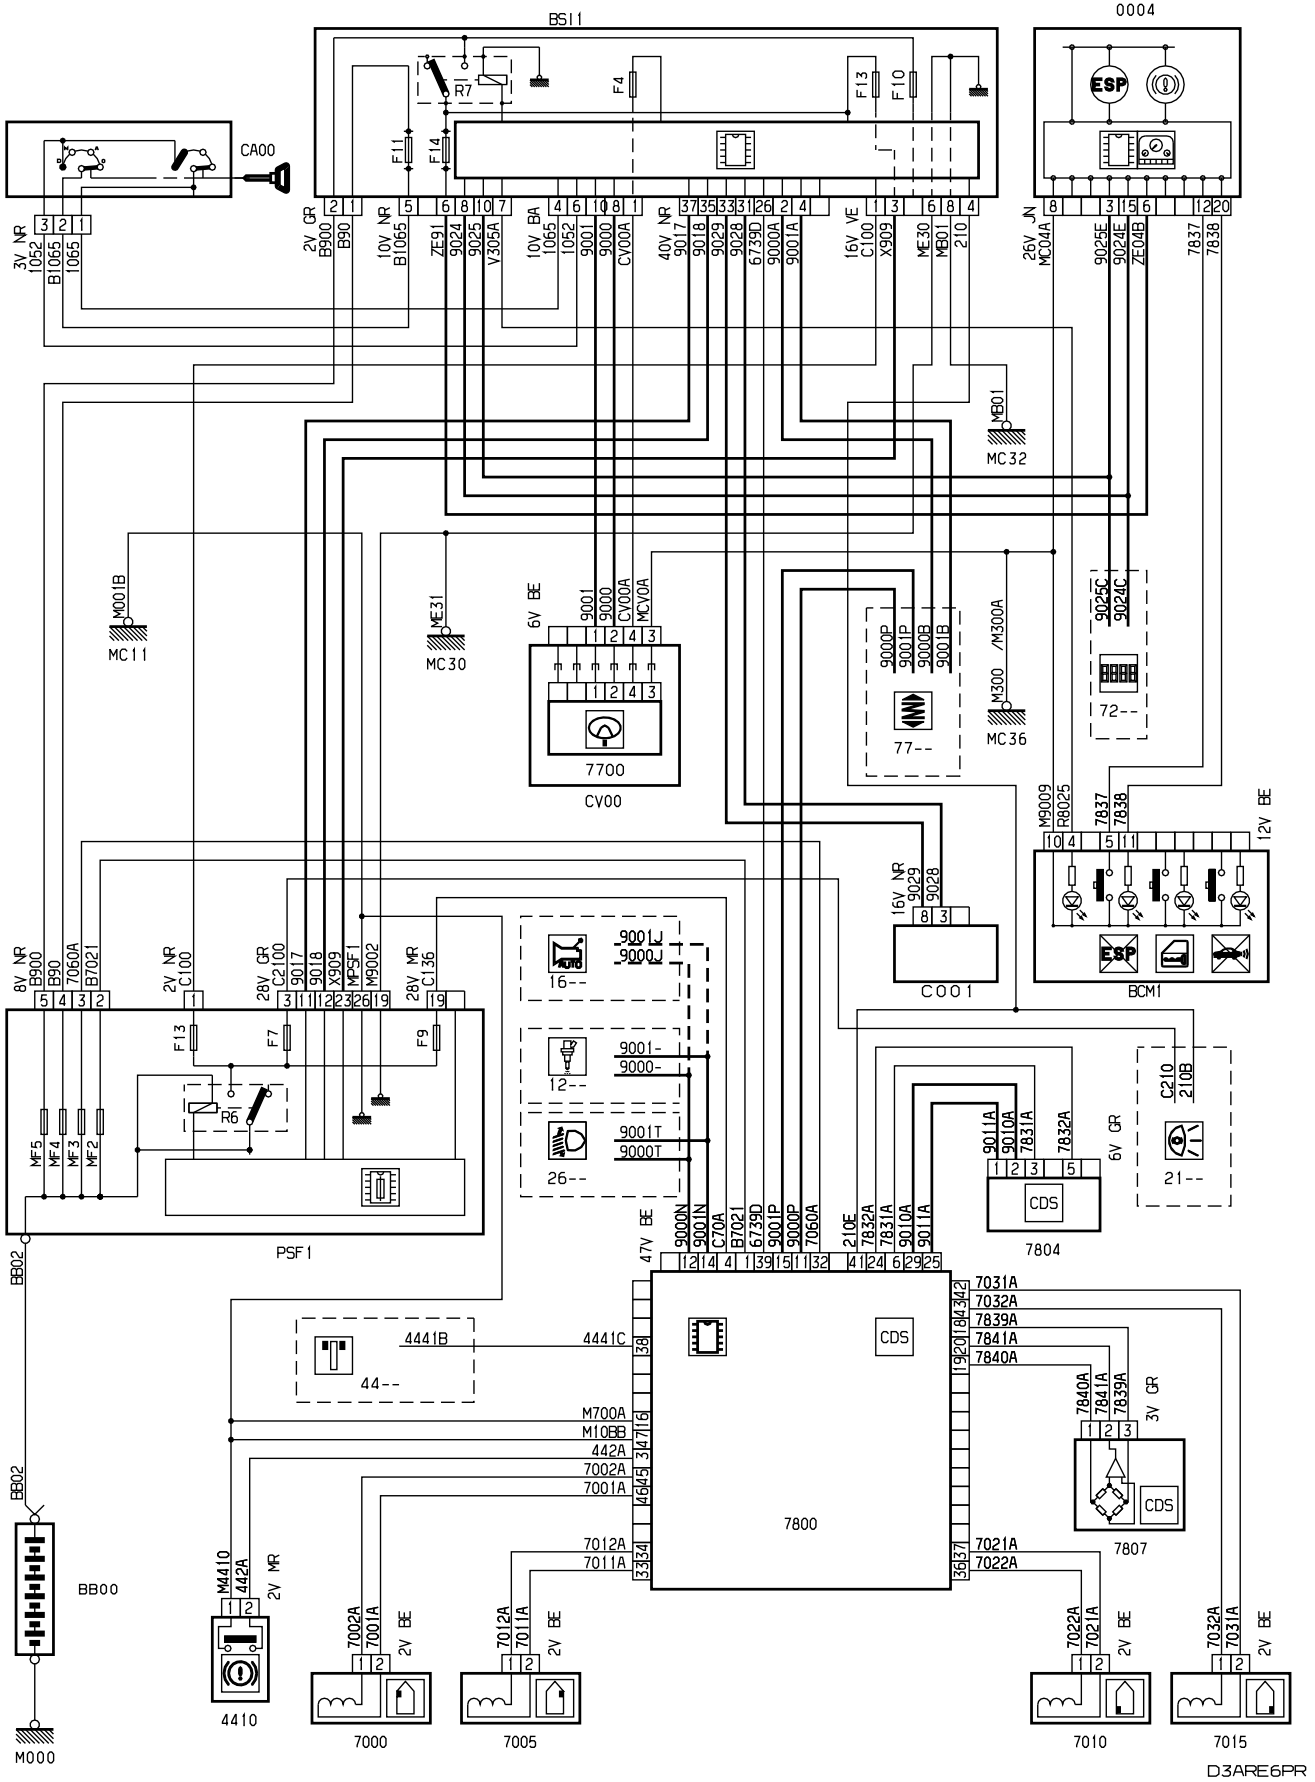 BSI1
0004
R7
F4
F13
F10
ESP
F11
F14
CA00
3 2 1
2 1
5 6 8 10 7
4 6 10 8 1
37 35 33 31 26 2 4
1 3 6 8 4
8 3 15 6 12 20
3V NR
1052
B1065
1065
2V GR
B900
B90
10V NR
B1065
ZE91
9024
9025
V305A
10V BA
1065
1052
9001
9000
CV00A
40V NR
9017
9018
9029
9028
6739D
9000A
9001A
16V VE
C100
X909
ME30
MB01
210
26V JN
MC04A
9025E
9024E
ZE04B
7837
7838
MB01
MC32
M001B
MC11
ME31
MC30
6V BE
9001
9000
CV00A
MCV0A
1 2 4 3
1 2 4 3
7700
CV00
9000P
9001P
9000B
9001B
77--
M300 /M300A
MC36
9025C
9024C
72--
M9009
R8025
7837
7838
12V BE
10 4 5 11
ESP
BCM1
16V NR
9029
9028
8 3
C001
8V NR
B900
B90
7060A
B7021
2V NR
C100
28V GR
C2100
9017
9018
X909
MPSF1
M9002
28V MR
C136
5 4 3 2
1
3 11 12 23 26 19
19
F13
F7
F9
R6
MF5
MF4
MF3
MF2
PSF1
9001J
9000J
AUTO
16--
9001-
9000-
12--
9001T
9000T
26--
C210
210B
21--
9011A
9010A
7831A
7832A
6V GR
1 2 3 5
CDS
7804
47V BE
9000N
9001N
C70A
B7021
6739D
9001P
9000P
7060A
210E
7832A
7831A
9010A
9011A
12 14 4 1 39 15 11 32 41 24 6 29 25
BB02
BB02
BB00
M000
4441B
4441C
38
44--
CDS
42 7031A
43 7032A
18 7839A
20 7841A
19 7840A
M700A 16
M10BB 47
442A 3
7002A 45
7001A 46
7012A 34
7011A 33
7800
7840A
7841A
7839A
3V GR
1 2 3
CDS
7807
37 7021A
36 7022A
M4410
442A
2V MR
1 2
4410
7002A
7001A
2V BE
1 2
7000
7012A
7011A
2V BE
1 2
7005
7022A
7021A
2V BE
1 2
7010
7032A
7031A
2V BE
1 2
7015
D3ARE6PR